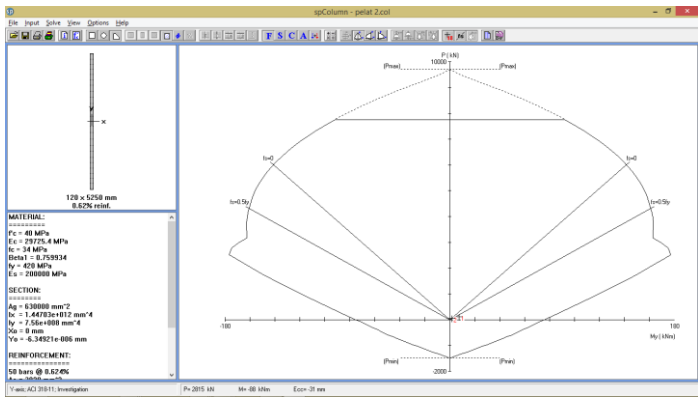 spColumn - pelat 2.col
File Input Solve View Options Help
F S C A
P ( kN)
10000
(Pmax)
(Pmax)
fs=0
fs=0
fs=0.5fy
fs=0.5fy
-180
180
My ( kNm)
(Pmin)
(Pmin)
-2000
y
x
120 x 5250 mm
0.62% reinf.
MATERIAL:
=========
f'c = 40 MPa
Ec = 29725.4 MPa
fc = 34 MPa
Beta1 = 0.759934
fy = 420 MPa
Es = 200000 MPa
SECTION:
========
Ag = 630000 mm^2
Ix = 1.44703e+012 mm^4
Iy = 7.56e+008 mm^4
Xo = 0 mm
Yo = -6.34921e-006 mm
REINFORCEMENT:
==============
50 bars @ 0.624%
Y-axis; ACI 318-11; Investigation
P= 2815 kN M= -88 kNm Ecc= -31 mm